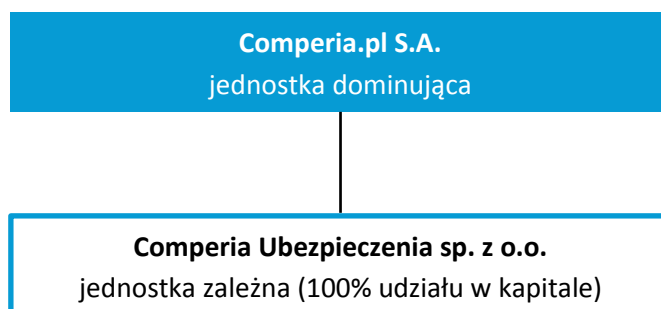 Comperia.pl S.A.
jednostka dominująca
Comperia Ubezpieczenia sp. z o.o.
jednostka zależna (100% udziału w kapitale)